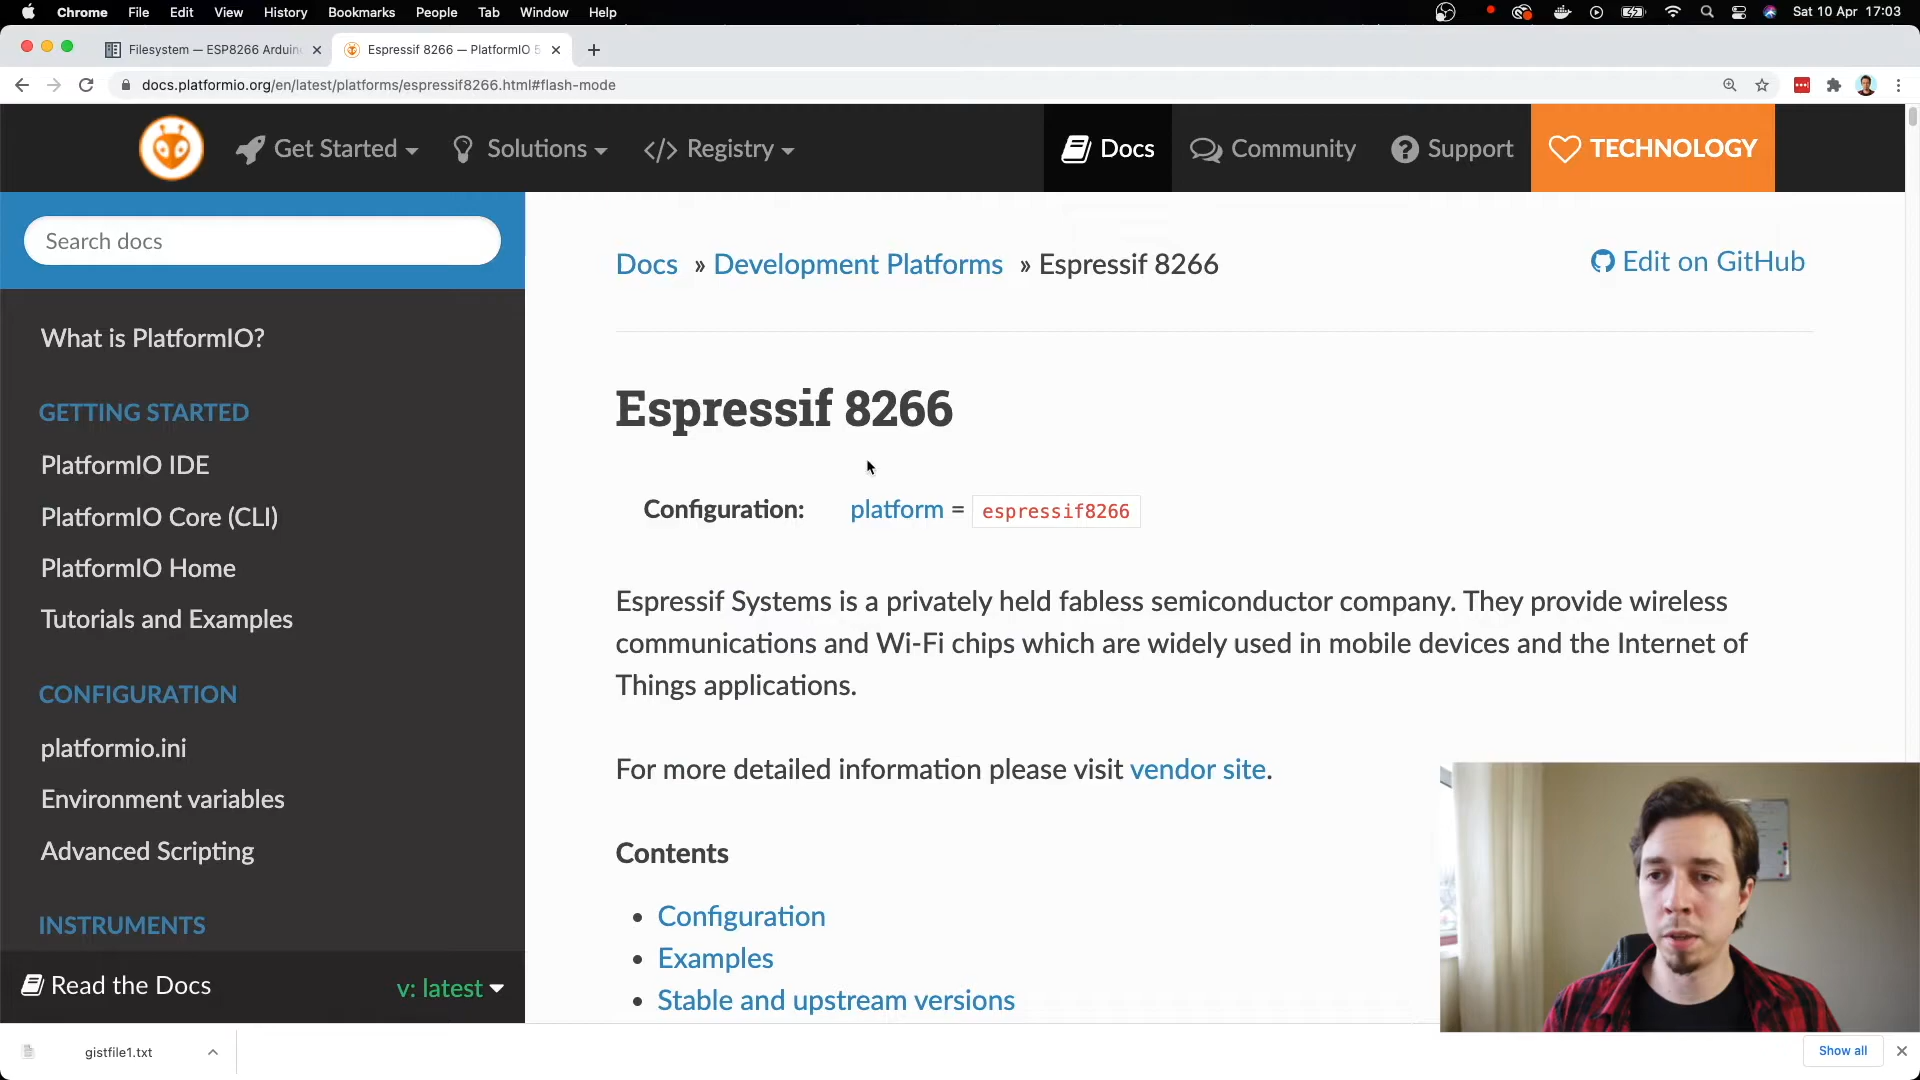 Chrome File Edit View History Bookmarks People Tab Window Help Sat 10 Apr 17:03
Filesystem — ESP8266 Arduin
Espressif 8266 — PlatformIO 5
docs.platformio.org/en/latest/platforms/espressif8266.html#flash-mode
Get Started Solutions </> Registry Docs Community Support TECHNOLOGY
Search docs
What is PlatformIO?
GETTING STARTED
PlatformIO IDE
PlatformIO Core (CLI)
PlatformIO Home
Tutorials and Examples
CONFIGURATION
platformio.ini
Environment variables
Advanced Scripting
INSTRUMENTS
Read the Docs v: latest
Docs » Development Platforms » Espressif 8266
Edit on GitHub
Espressif 8266
Configuration: platform = espressif8266
Espressif Systems is a privately held fabless semiconductor company. They provide wireless
communications and Wi-Fi chips which are widely used in mobile devices and the Internet of
Things applications.
For more detailed information please visit vendor site.
Contents
• Configuration
• Examples
• Stable and upstream versions
gistfile1.txt
Show all